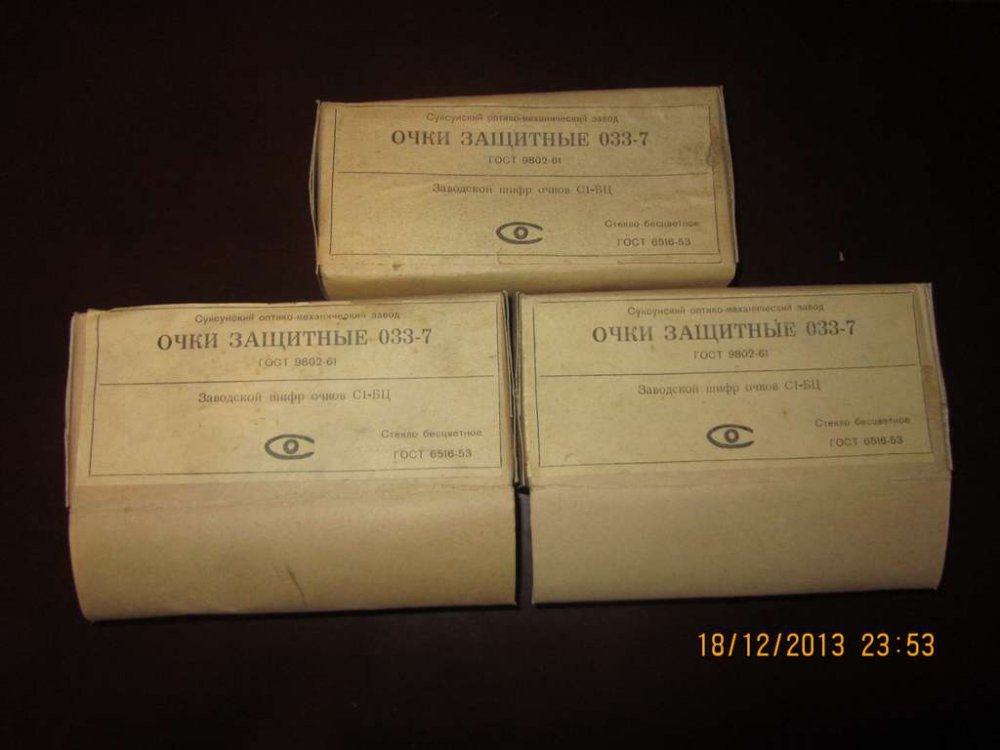 Суксунский оптико-механический завод
ОЧКИ ЗАЩИТНЫЕ 033-7
ГОСТ 9802-61
Заводской шифр очков С1-БЦ
Стекло бесцветное
ГОСТ 6516-53
Суксунский оптико-механический завод
ОЧКИ ЗАЩИТНЫЕ 033-7
ГОСТ 9802-61
Заводской шифр очков С1-БЦ
Стекло бесцветное
ГОСТ 6516-53
Суксунский оптико-механический завод
ОЧКИ ЗАЩИТНЫЕ 033-7
ГОСТ 9802-61
Заводской шифр очков С1-БЦ
Стекло бесцветное
ГОСТ 6516-53
18/12/2013 23:53